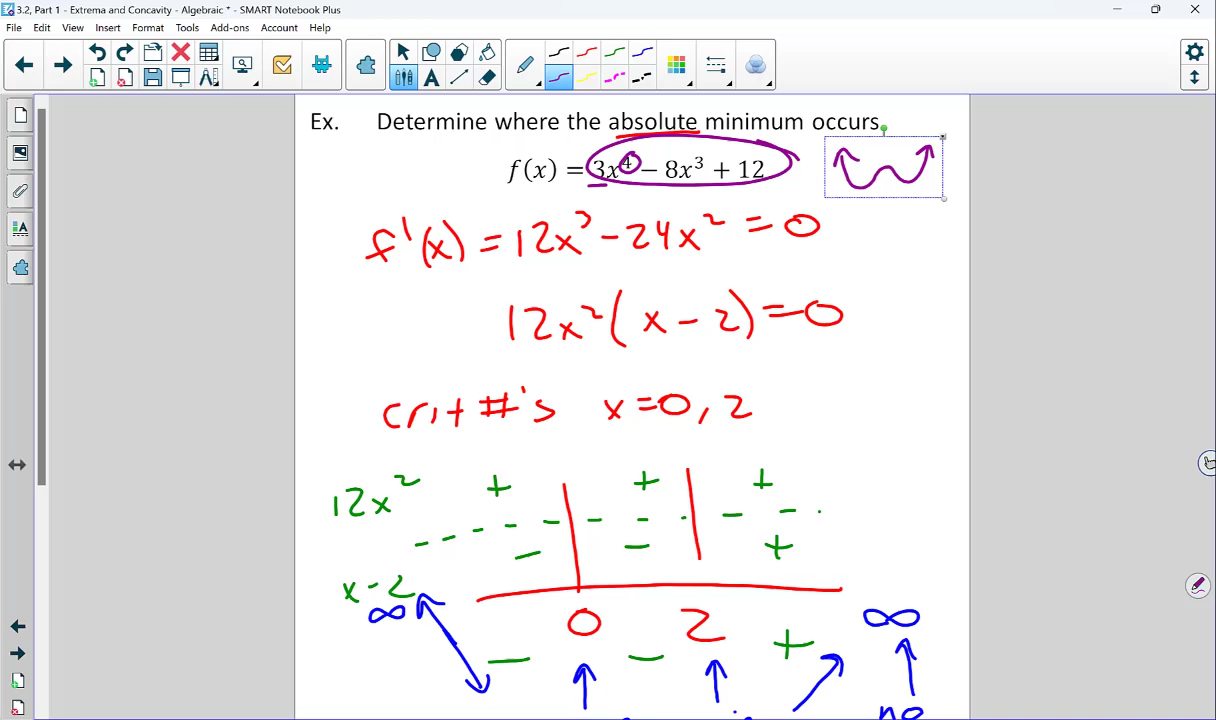 3.2, Part 1 - Extrema and Concavity - Algebraic * - SMART Notebook Plus
File Edit View Insert Format Tools Add-ons Account Help
Ex. Determine where the absolute minimum occurs.
f(x) = 3x⁴ − 8x³ + 12
f'(x) = 12x³ − 24x² = 0
12x²(x − 2) = 0
crit #'s x = 0, 2
12x² + + +
− − +
x − 2
∞ 0 2 ∞
− − +
no